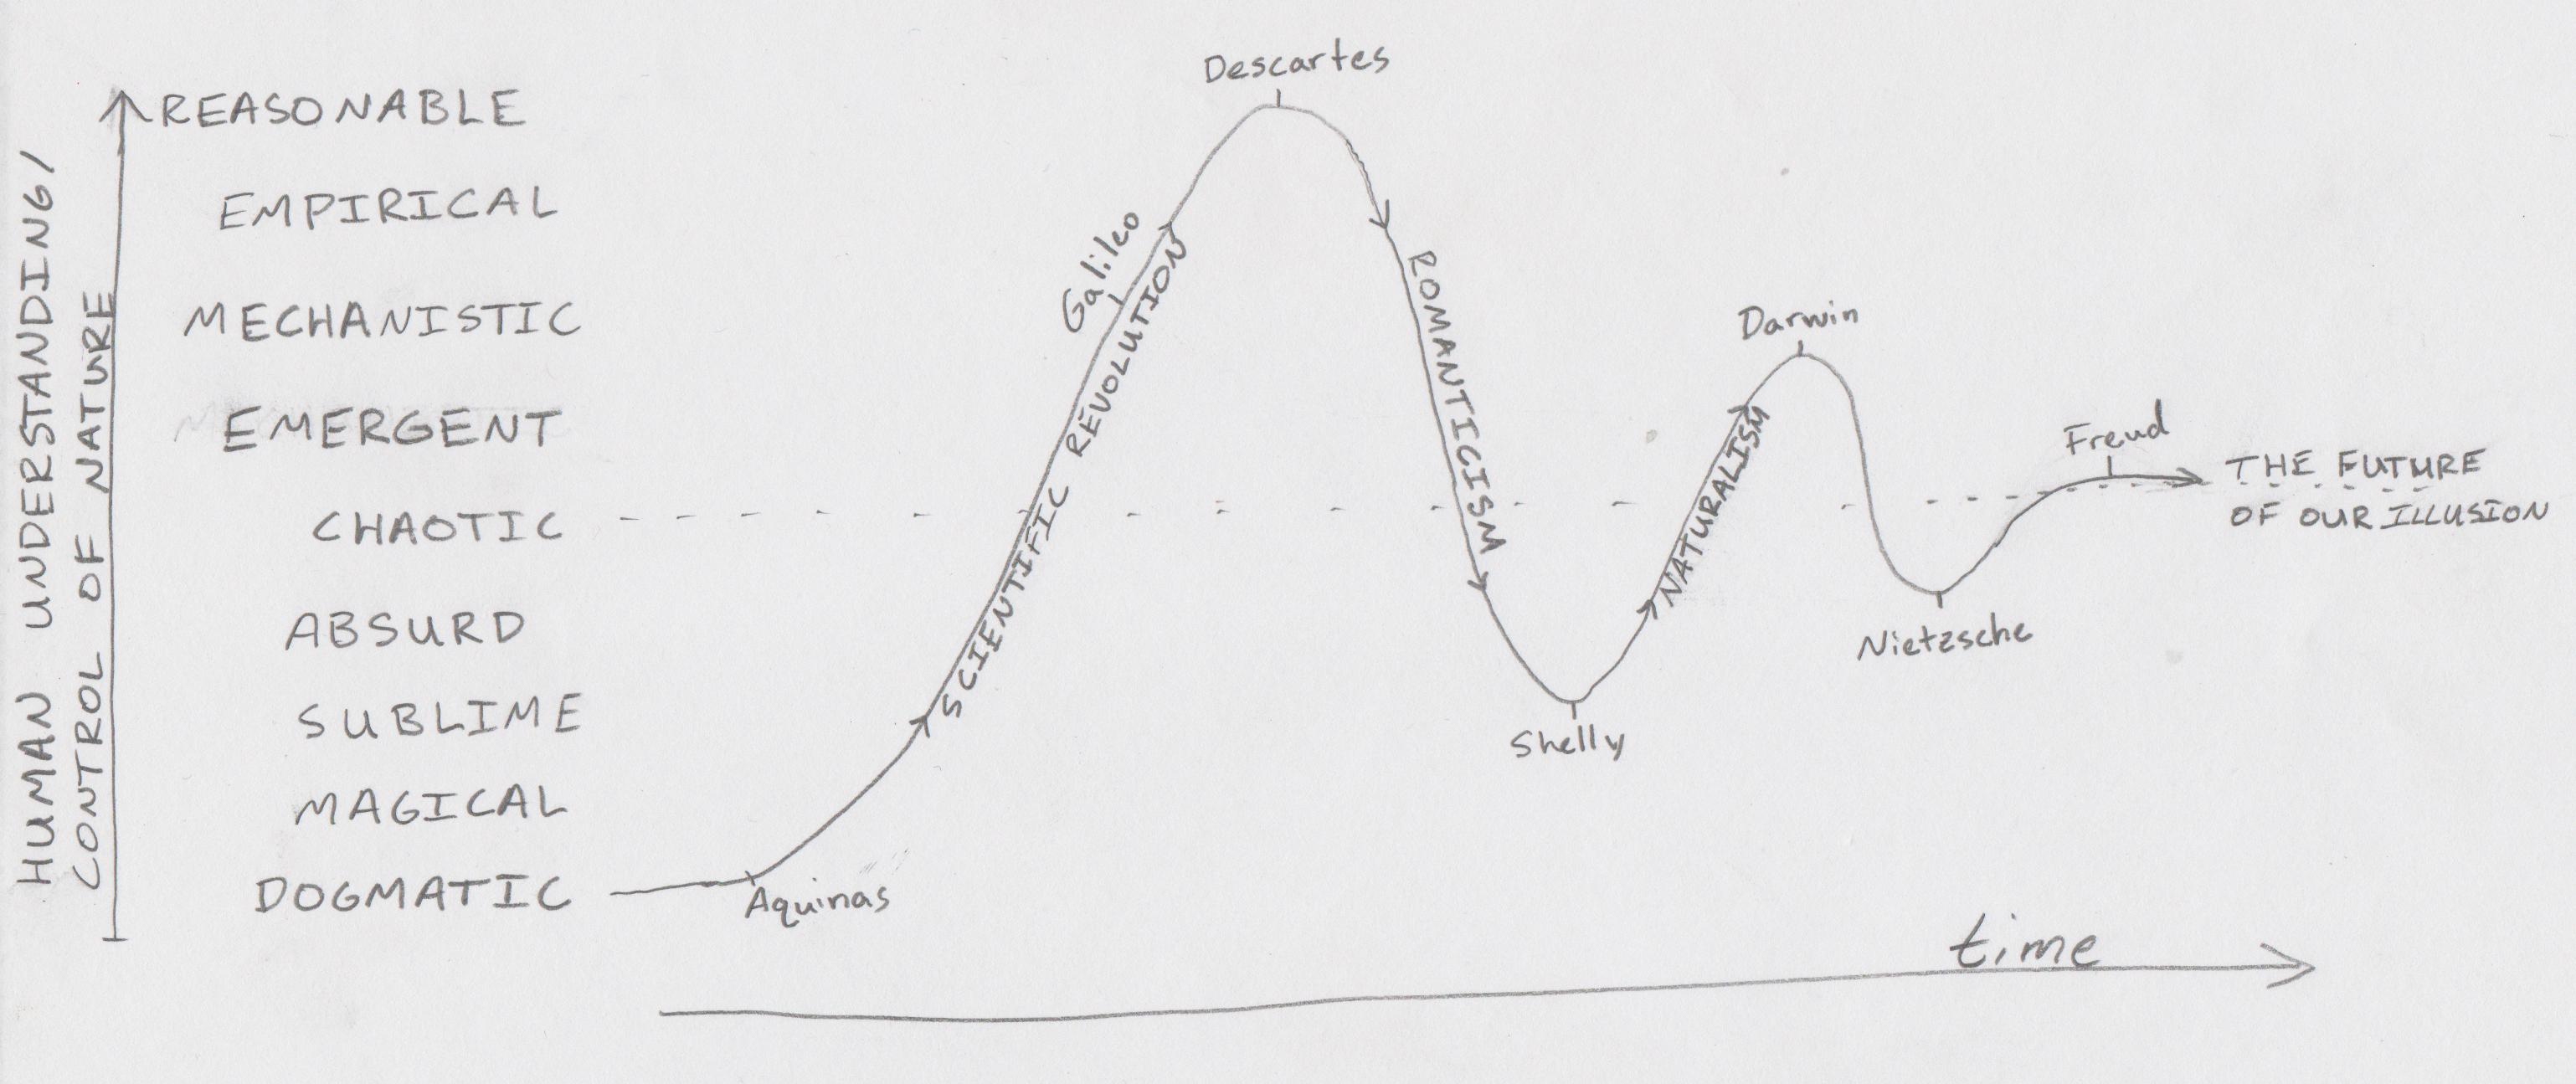 HUMAN UNDERSTANDING/
CONTROL OF NATURE
REASONABLE
EMPIRICAL
MECHANISTIC
EMERGENT
CHAOTIC
ABSURD
SUBLIME
MAGICAL
DOGMATIC
Aquinas
SCIENTIFIC REVOLUTION
Galileo
Descartes
ROMANTICISM
Shelly
NATURALISM
Darwin
Nietzsche
Freud
THE FUTURE
OF OUR ILLUSION
time